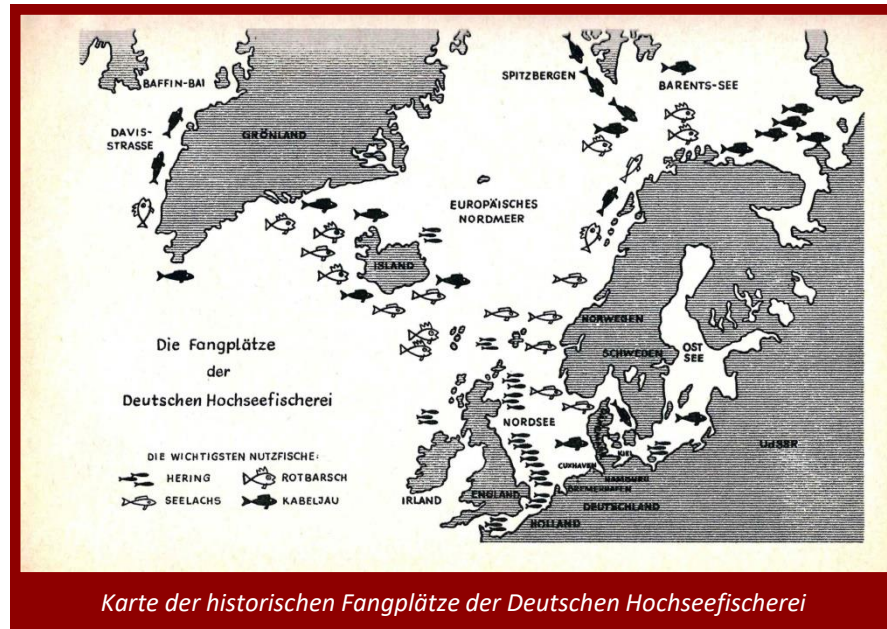 BAFFIN-BAI
SPITZBERGEN
BARENTS-SEE
DAVIS-
STRASSE
GRÖNLAND
EUROPÄISCHES
NORDMEER
ISLAND
NORWEGEN
SCHWEDEN
OST
SEE
Die Fangplätze
der
Deutschen Hochseefischerei
NORDSEE
UdSSR
DIE WICHTIGSTEN NUTZFISCHE:
HERING
ROTBARSCH
SEELACHS
KABELJAU
IRLAND
ENGLAND
HOLLAND
CUXHAVEN
KIEL
HAMBURG
BREMERHAVEN
DEUTSCHLAND
Karte der historischen Fangplätze der Deutschen Hochseefischerei